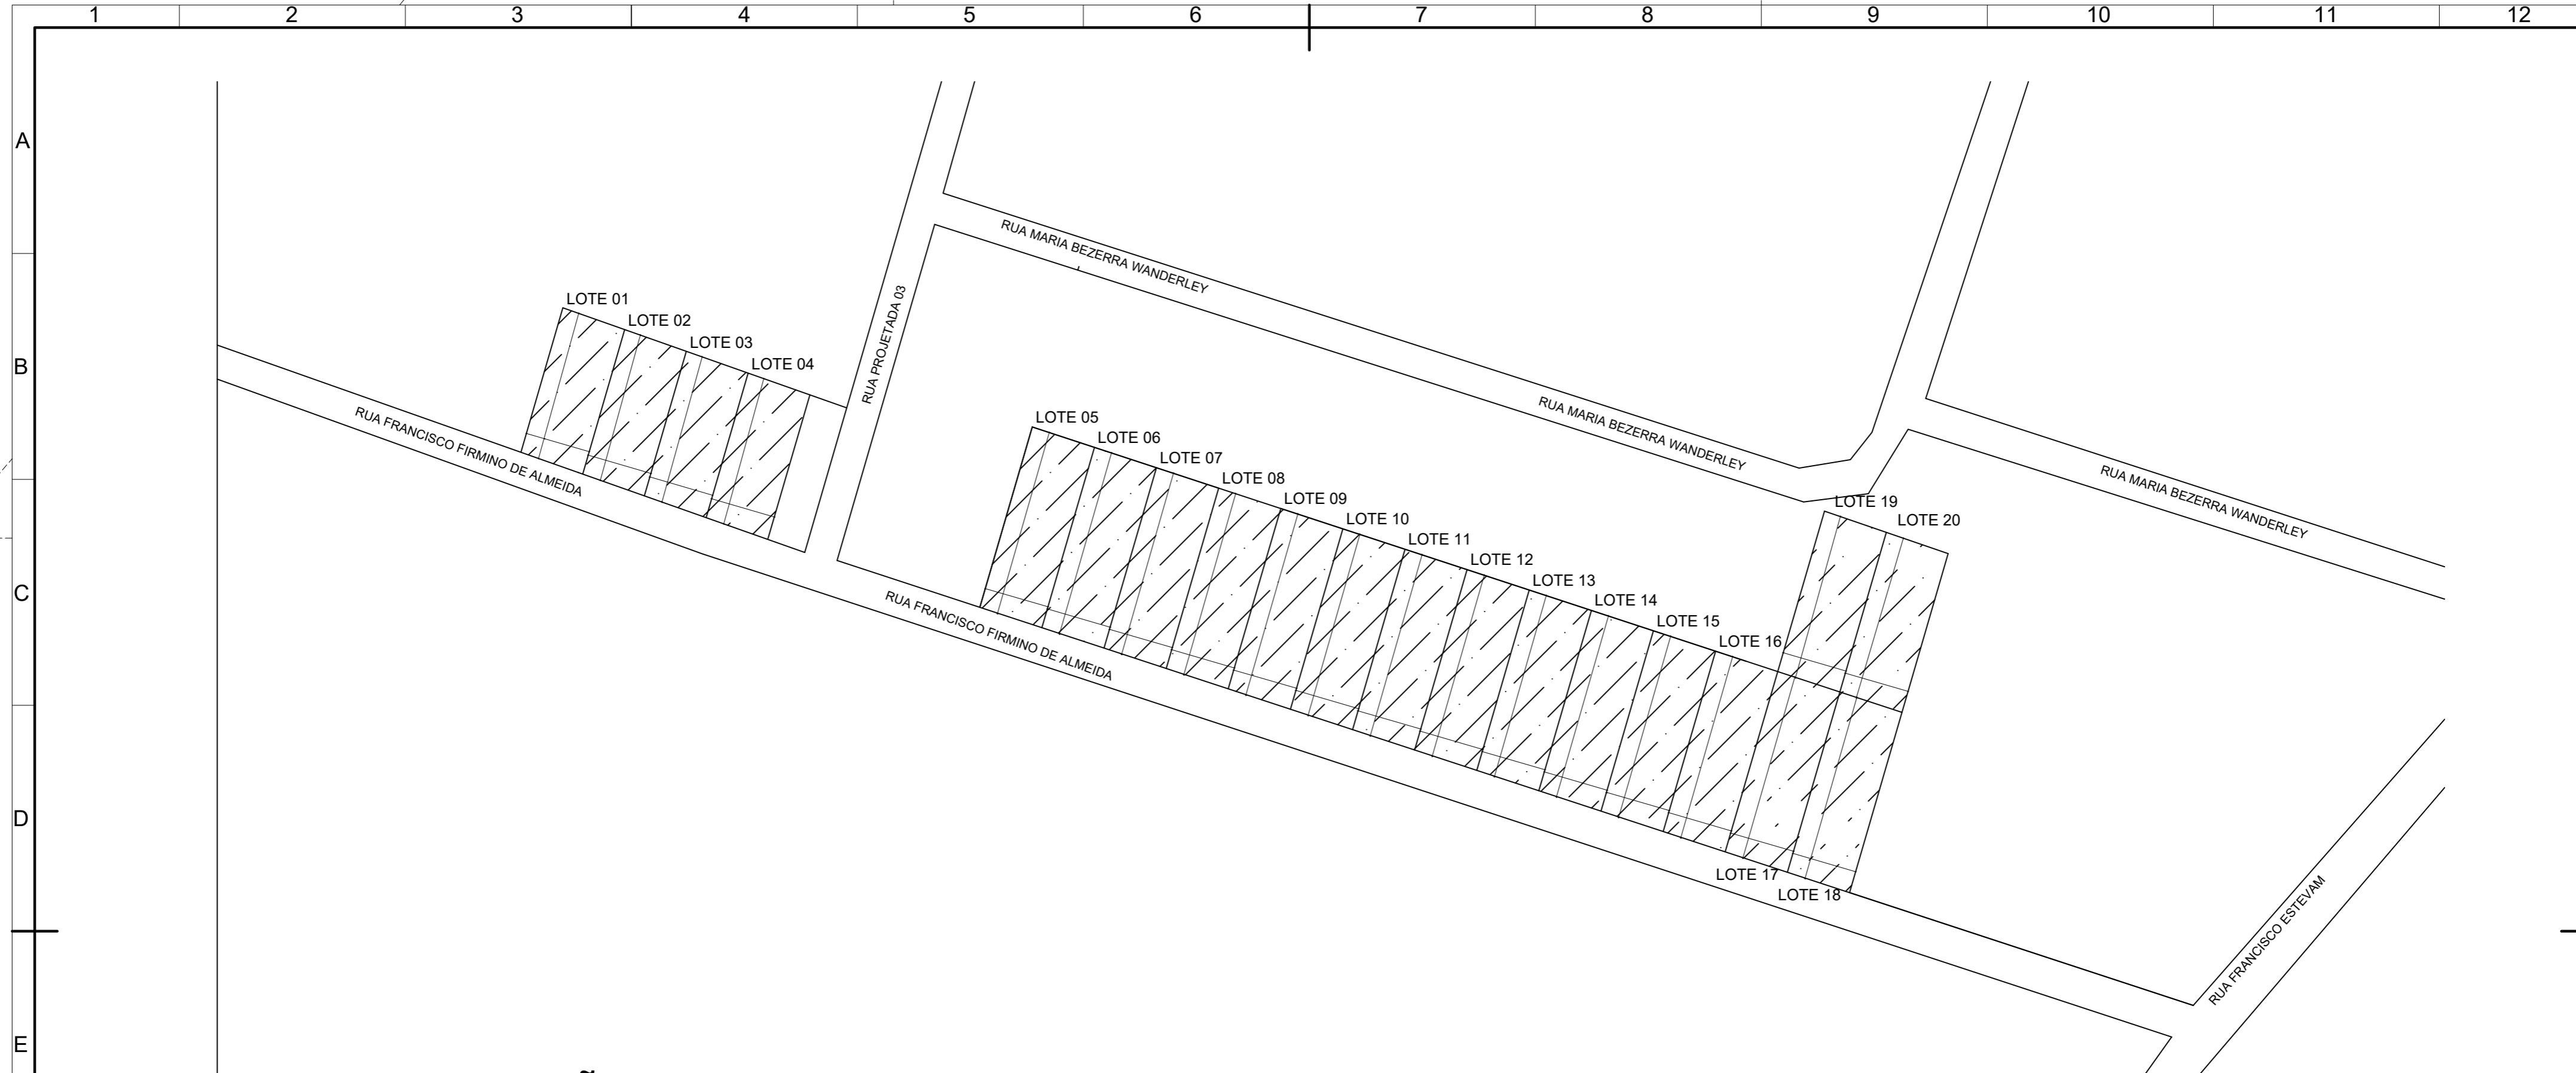 1 2 3 4 5 6 7 8 9 10 11 12
A
B
C
D
E
RUA MARIA BEZERRA WANDERLEY
RUA PROJETADA 03
LOTE 01
LOTE 02
LOTE 03
LOTE 04
RUA FRANCISCO FIRMINO DE ALMEIDA
RUA MARIA BEZERRA WANDERLEY
RUA MARIA BEZERRA WANDERLEY
LOTE 05
LOTE 06
LOTE 07
LOTE 08
LOTE 09
LOTE 10
LOTE 11
LOTE 12
LOTE 13
LOTE 14
LOTE 15
LOTE 16
LOTE 19
LOTE 20
RUA FRANCISCO FIRMINO DE ALMEIDA
LOTE 17
LOTE 18
RUA FRANCISCO ESTEVAM